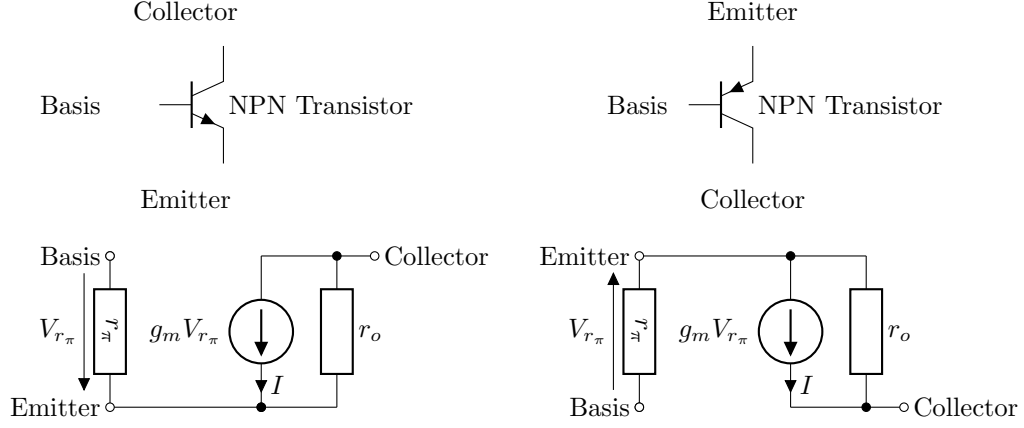 Collector
Emitter
Basis
NPN Transistor
Basis
NPN Transistor
Emitter
Collector
Basis
Collector
V_{r_π}
r_π
g_m V_{r_π}
r_o
Emitter
I
Emitter
V_{r_π}
r_π
g_m V_{r_π}
r_o
Basis
I
Collector